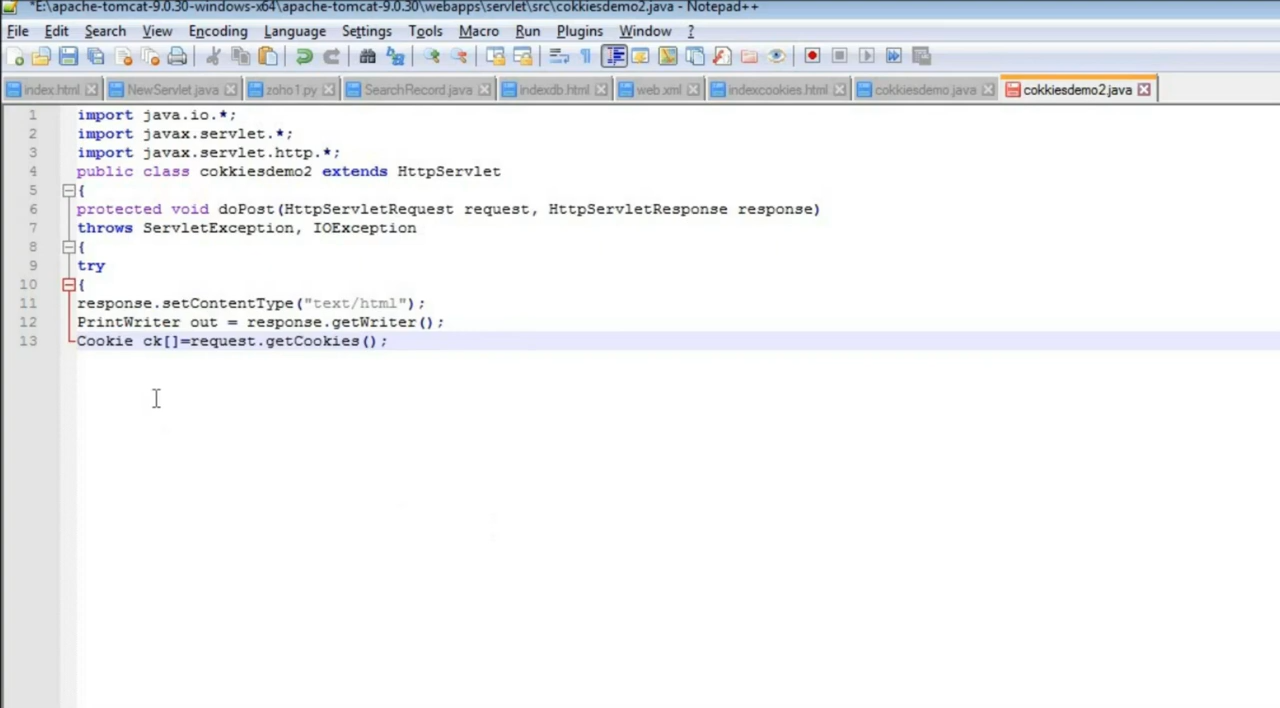 *E:\apache-tomcat-9.0.30-windows-x64\apache-tomcat-9.0.30\webapps\servlet\src\cokkiesdemo2.java - Notepad++
File Edit Search View Encoding Language Settings Tools Macro Run Plugins Window ?
index.html NewServlet.java zoho1.py SearchRecord.java indexdb.html web.xml indexcookies.html cokkiesdemo.java cokkiesdemo2.java
1 import java.io.*;
2 import javax.servlet.*;
3 import javax.servlet.http.*;
4 public class cokkiesdemo2 extends HttpServlet
5 {
6 protected void doPost(HttpServletRequest request, HttpServletResponse response)
7 throws ServletException, IOException
8 {
9 try
10 {
11 response.setContentType("text/html");
12 PrintWriter out = response.getWriter();
13 Cookie ck[]=request.getCookies();